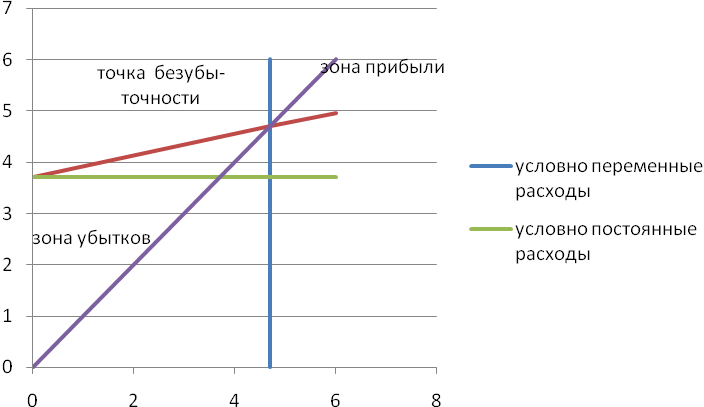 7
6
5
4
3
2
1
0
0
2
4
6
8
точка безубы-
точности
зона прибыли
зона убытков
условно переменные
расходы
условно постоянные
расходы